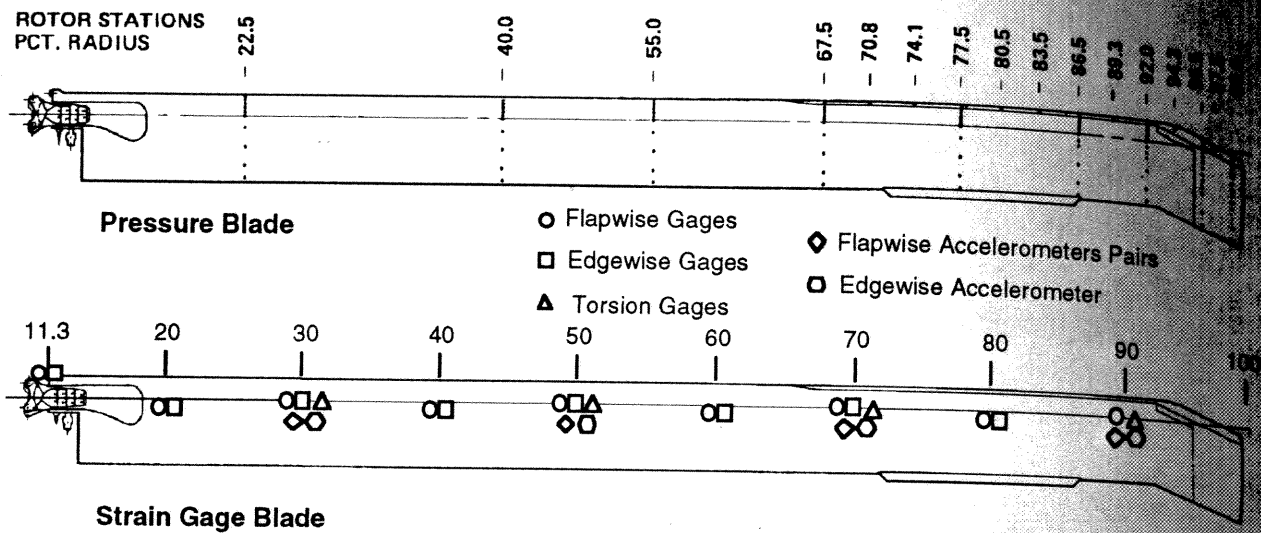 ROTOR STATIONS
PCT. RADIUS
22.5
40.0
55.0
67.5
70.8
74.1
77.5
80.5
83.5
86.5
89.3
92.0
Pressure Blade
Flapwise Gages
Edgewise Gages
Torsion Gages
Flapwise Accelerometers Pairs
Edgewise Accelerometer
11.3 20 30 40 50 60 70 80 90 100
Strain Gage Blade